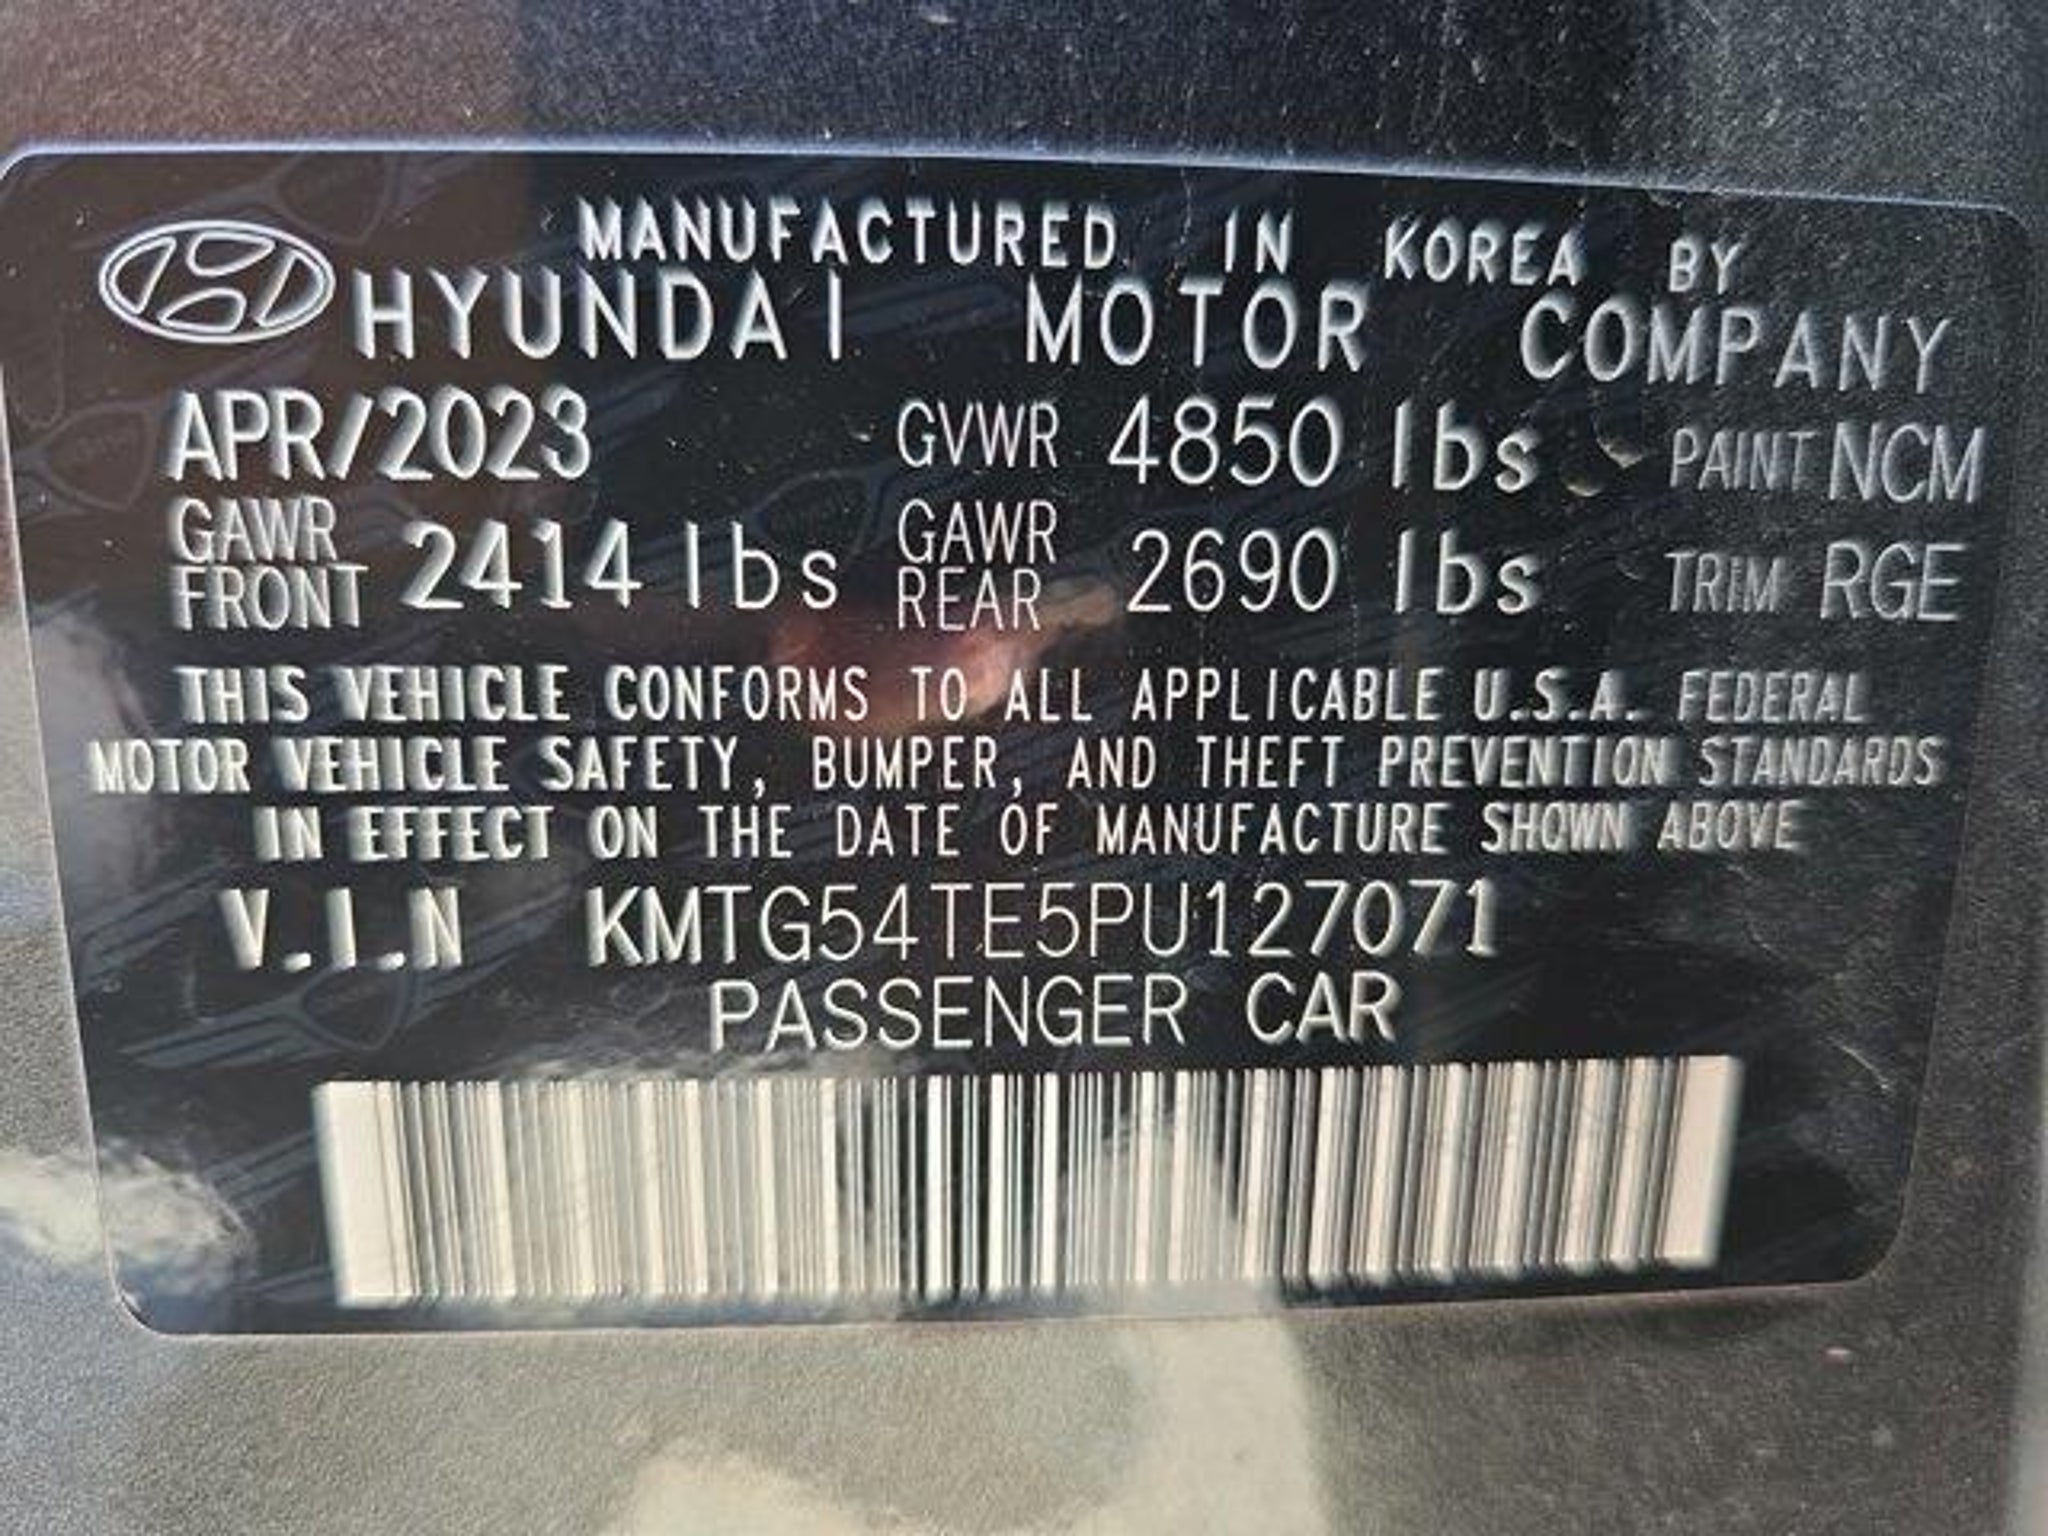 MANUFACTURED IN KOREA BY
HYUNDAI MOTOR COMPANY
APR/2023 GVWR 4850 lbs PAINT NCM
GAWR FRONT 2414 lbs GAWR REAR 2690 lbs TRIM RGE
THIS VEHICLE CONFORMS TO ALL APPLICABLE U.S.A. FEDERAL
MOTOR VEHICLE SAFETY, BUMPER, AND THEFT PREVENTION STANDARDS
IN EFFECT ON THE DATE OF MANUFACTURE SHOWN ABOVE
V.I.N KMTG54TE5PU127071
PASSENGER CAR